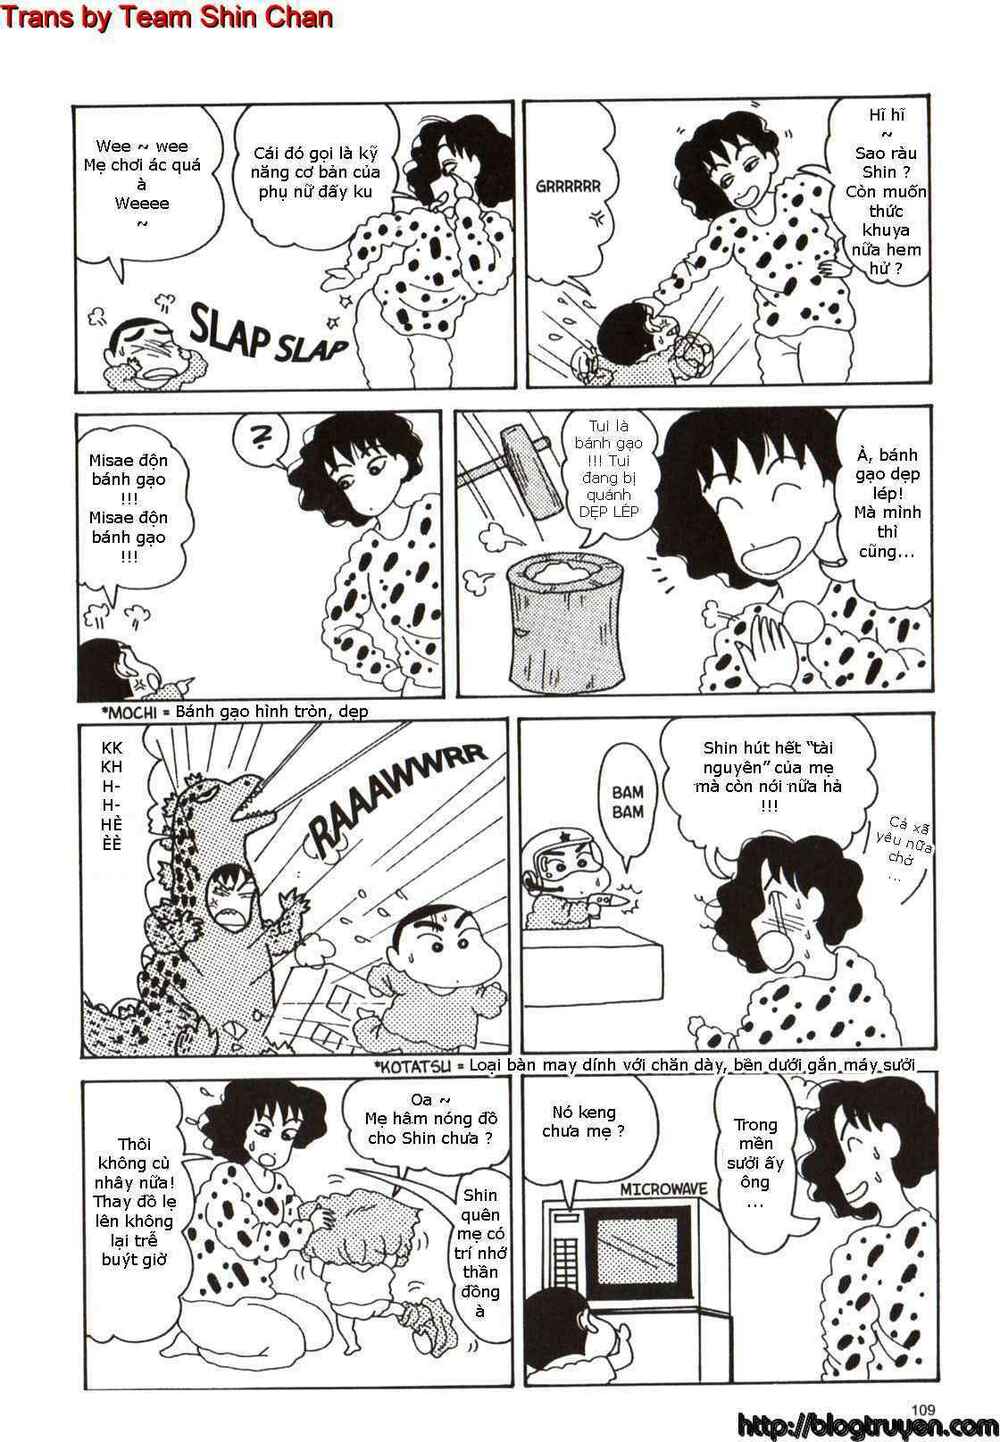 Trans by Team Shin Chan
Wee ~ wee
Mẹ chơi ác quá
à
Weeee
~
Cái đó gọi là kỹ
năng cơ bản của
phụ nữ đấy ku
SLAP SLAP
GRRRRRR
Hĩ hĩ
~
Sao ràu
Shin ?
Còn muốn
thức
khuya
nữa hem
hử ?
Misae độn
bánh gạo
!!!
Misae độn
bánh gạo
!!!
?
Tui là
bánh gạo
!!! Tui
đang bị
quánh
DẸP LÉP
À, bánh
gạo dẹp
lép!
Mà mình
thì
cũng...
*MOCHI = Bánh gạo hình tròn, dẹp
KK
KH
H-
H-
HÈ
ÈÈ
RAAAWWRR
BAM
BAM
Shin hút hết "tài
nguyên" của mẹ
mà còn nói nữa hả
!!!
Cả xã
yêu nữa
chớ
...
*KOTATSU = Loại bàn may dính với chăn dày, bền dưới gắn máy sưởi
Thôi
không cù
nhây nữa!
Thay đồ lẹ
lên không
lại trễ
buýt giờ
Oa ~
Mẹ hâm nóng đồ
cho Shin chưa ?
Shin
quên
mẹ có
trí nhớ
thần
đồng
à
Nó keng
chưa mẹ ?
MICROWAVE
Trong
mền
sưởi ấy
ông
...
109
http://blogtruyen.com/